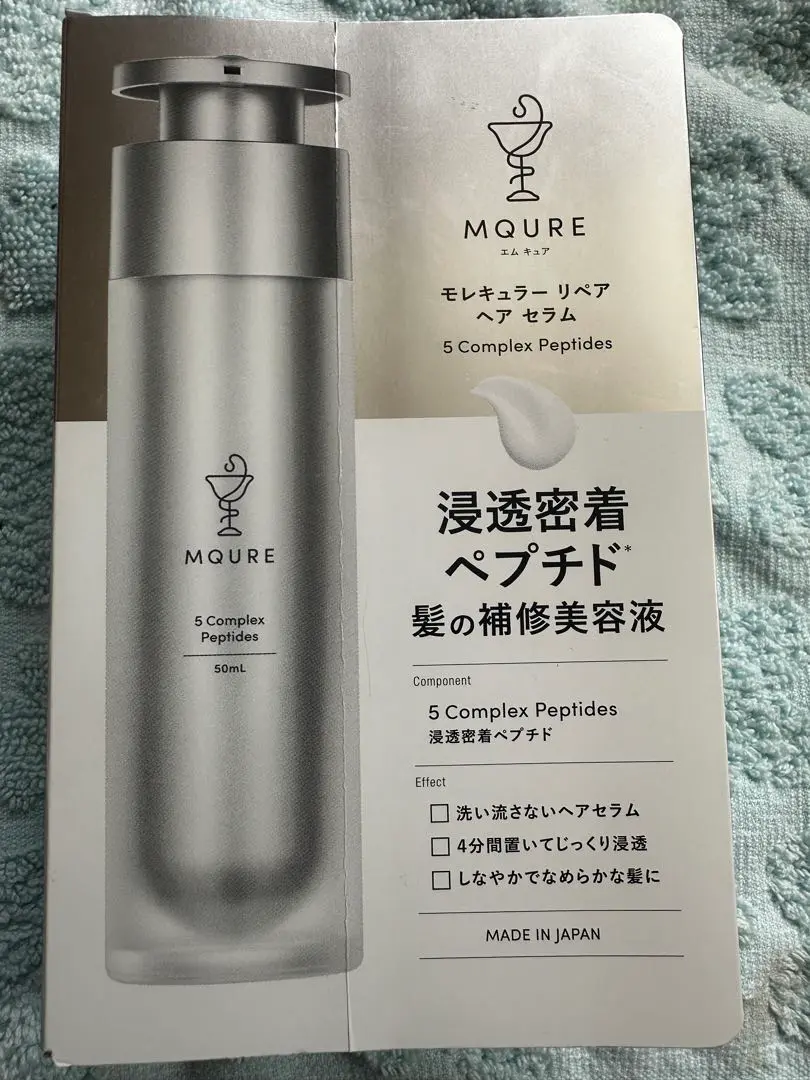 MQURE
エム キュア
モレキュラー リペア
ヘア セラム
5 Complex Peptides
浸透密着
ペプチド*
髪の補修美容液
Component
5 Complex Peptides
浸透密着ペプチド
Effect
洗い流さないヘアセラム
4分間置いてじっくり浸透
しなやかでなめらかな髪に
MADE IN JAPAN
MQURE
5 Complex
Peptides
50mL